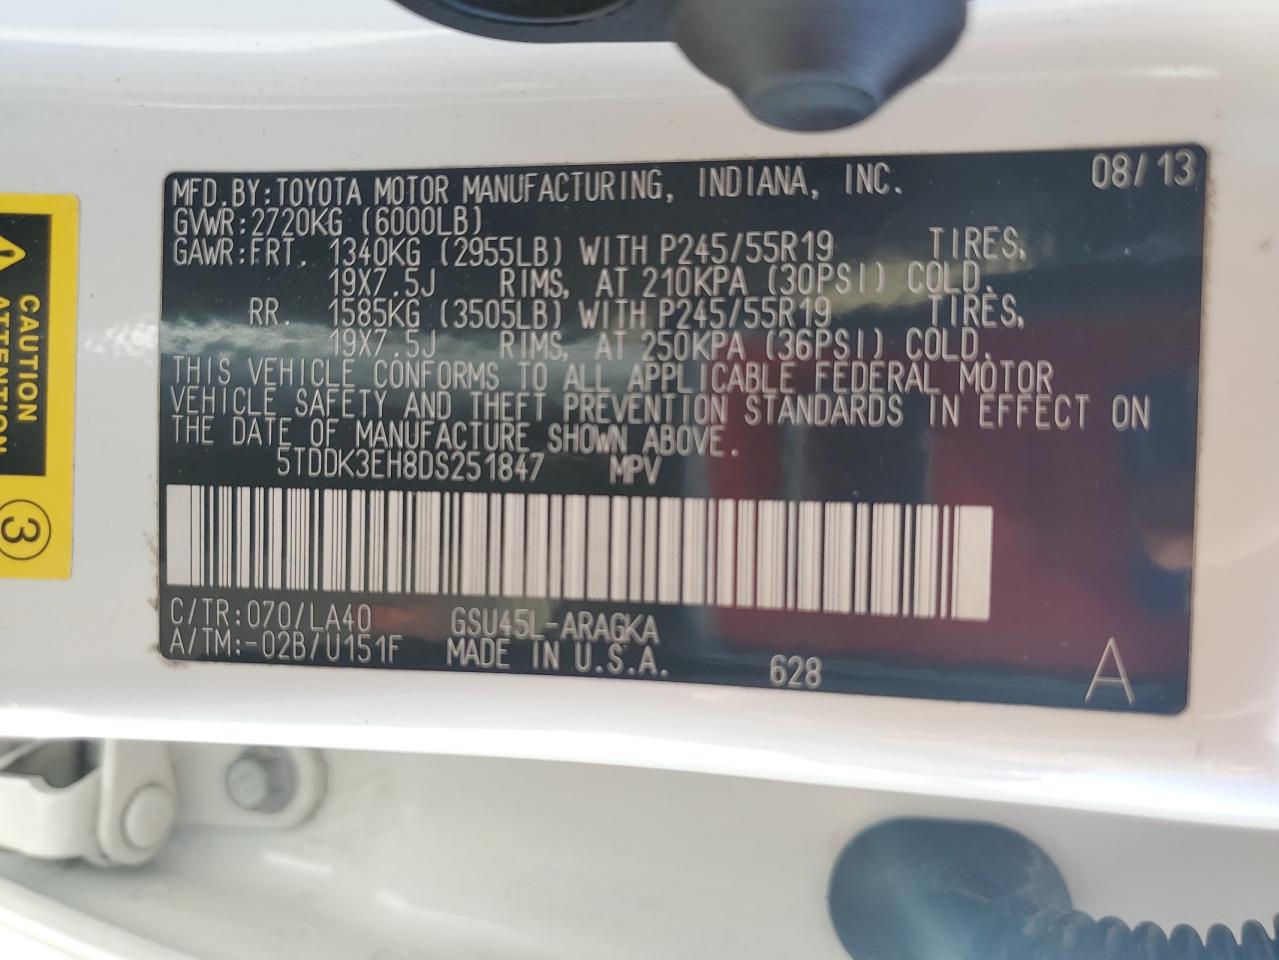 MFD.BY:TOYOTA MOTOR MANUFACTURING, INDIANA, INC. 08/13
GVWR:2720KG (6000LB)
GAWR:FRT. 1340KG (2955LB) WITH P245/55R19 TIRES,
19X7.5J RIMS, AT 210KPA (30PSI) COLD.
RR. 1585KG (3505LB) WITH P245/55R19 TIRES,
19X7.5J RIMS, AT 250KPA (36PSI) COLD.
THIS VEHICLE CONFORMS TO ALL APPLICABLE FEDERAL MOTOR
VEHICLE SAFETY AND THEFT PREVENTION STANDARDS IN EFFECT ON
THE DATE OF MANUFACTURE SHOWN ABOVE.
5TDDK3EH8DS251847 MPV
C/TR:070/LA40 GSU45L-ARAGKA
A/TM:-02B/U151F MADE IN U.S.A. 628 A
CAUTION
ATTENTION
3